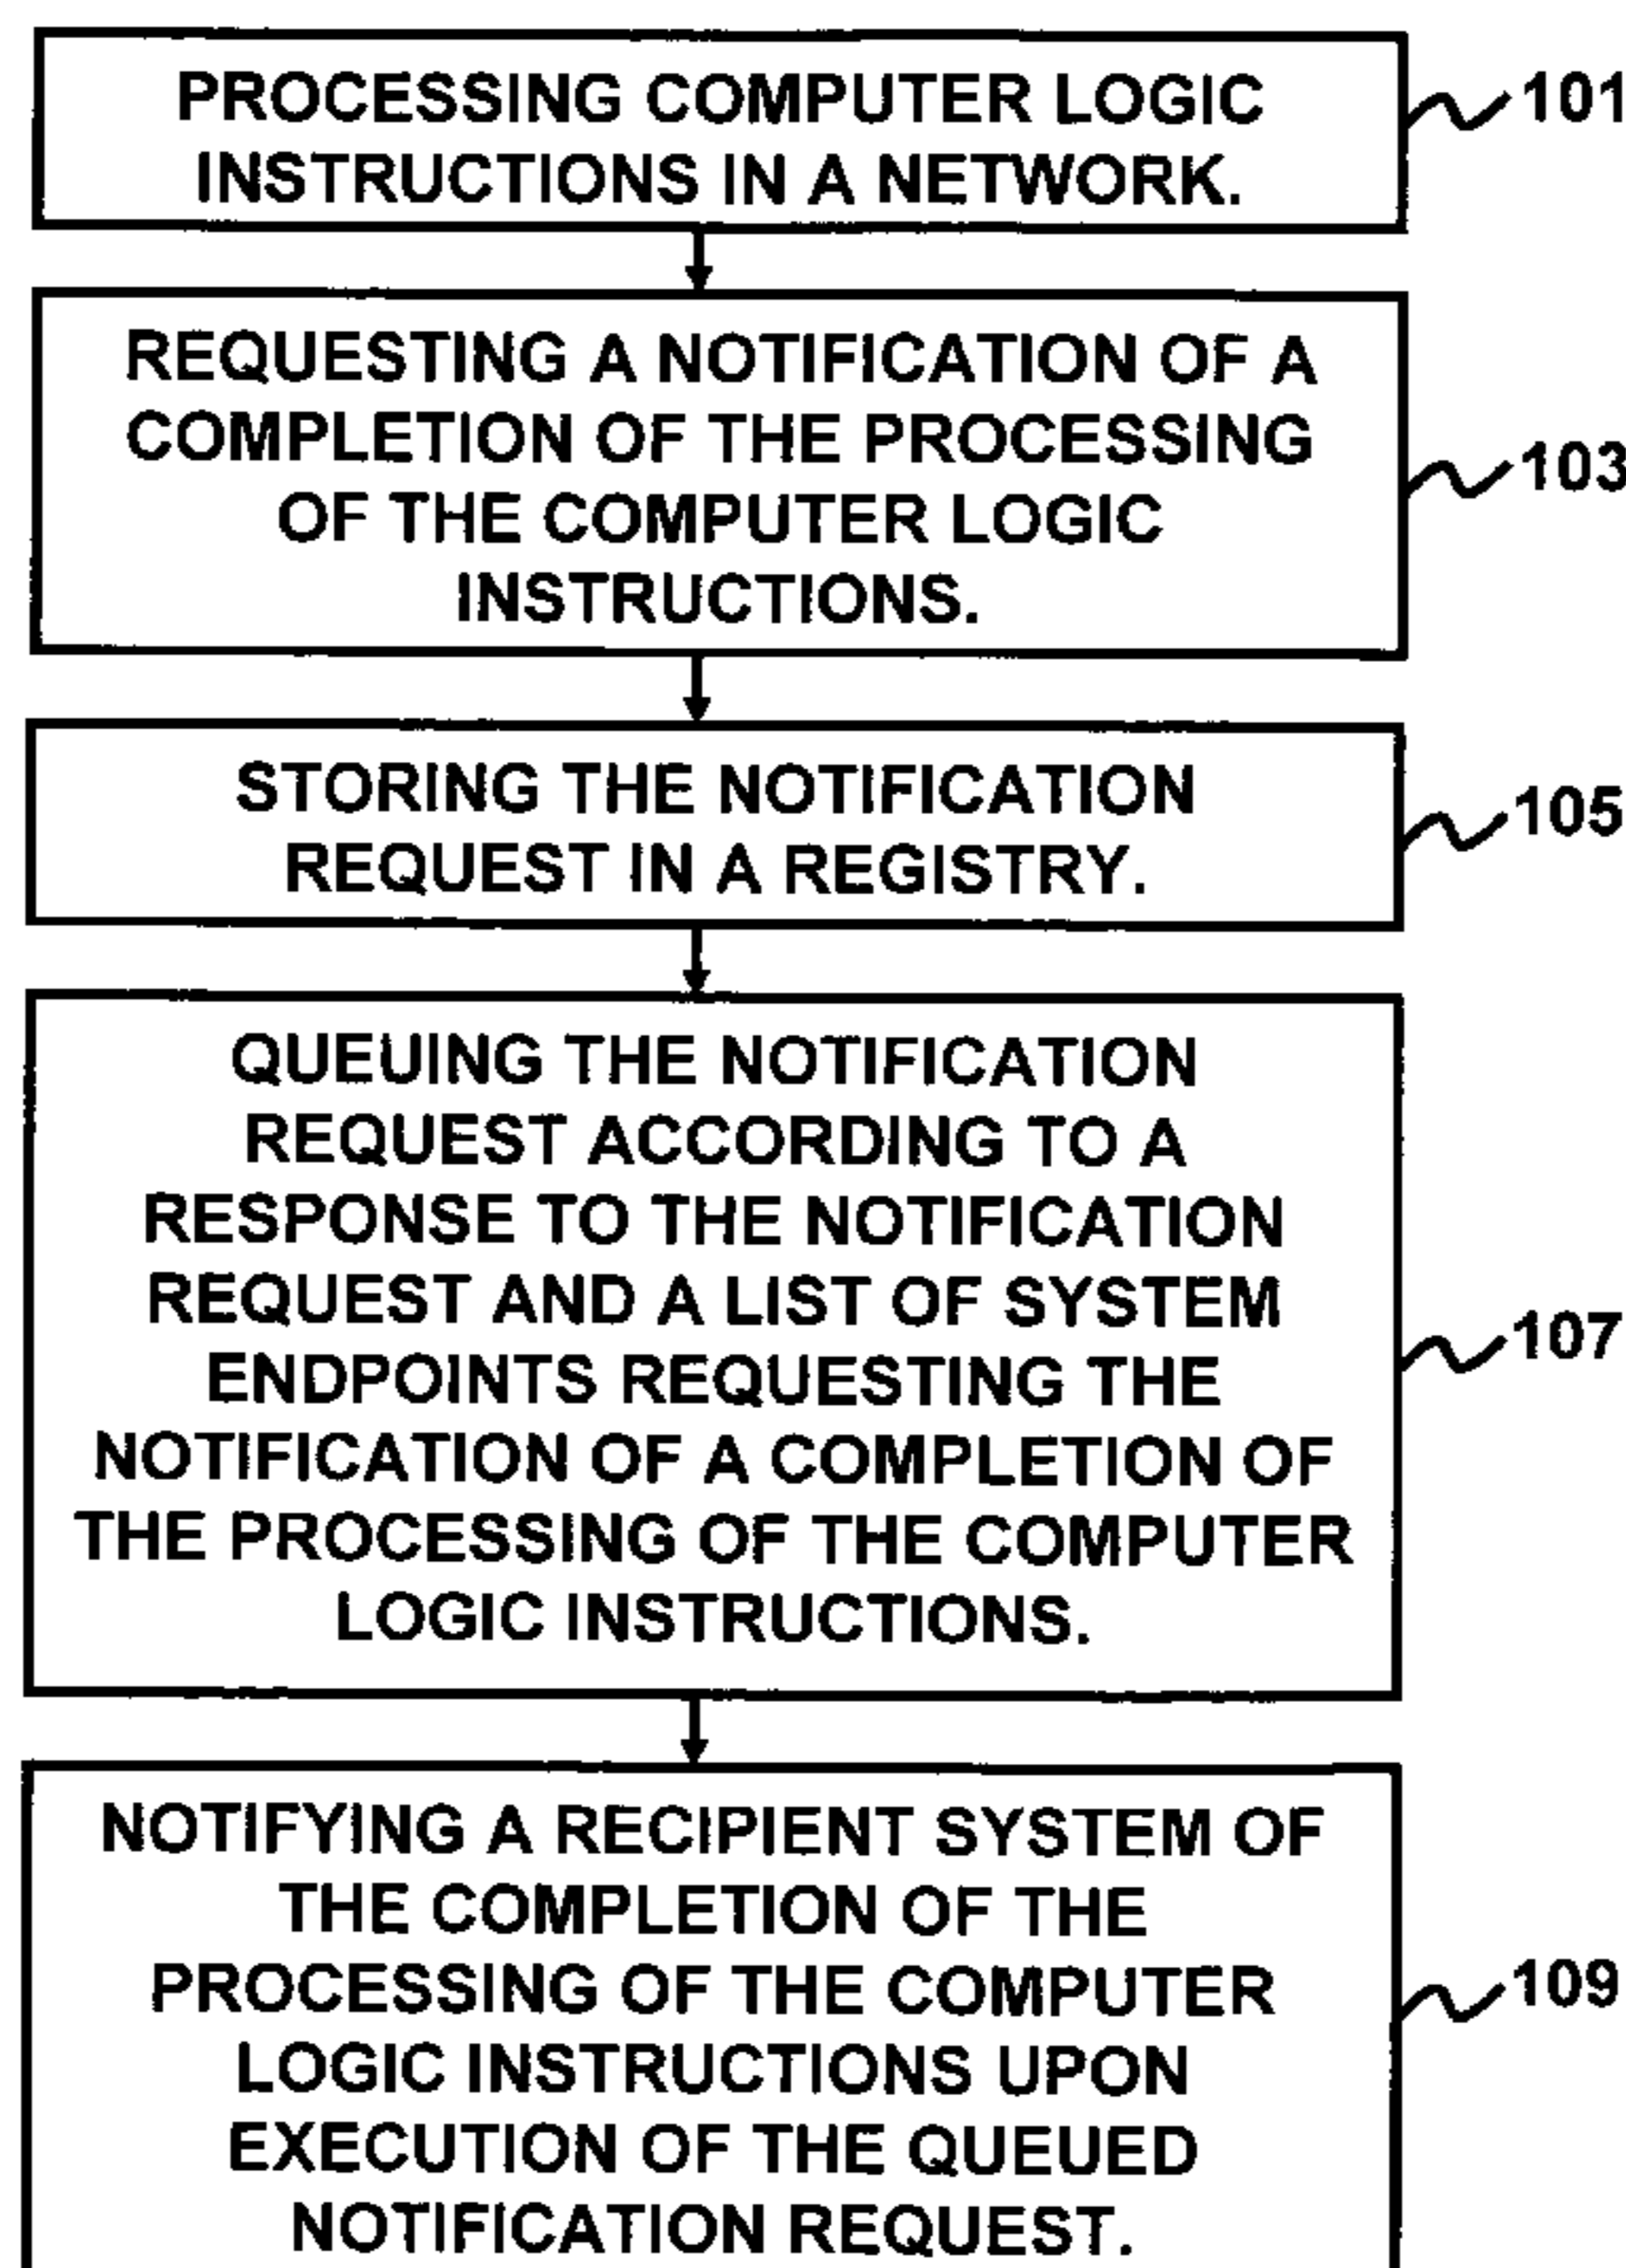 PROCESSING COMPUTER LOGIC
INSTRUCTIONS IN A NETWORK.
101
REQUESTING A NOTIFICATION OF A
COMPLETION OF THE PROCESSING
OF THE COMPUTER LOGIC
INSTRUCTIONS.
103
STORING THE NOTIFICATION
REQUEST IN A REGISTRY.
105
QUEUING THE NOTIFICATION
REQUEST ACCORDING TO A
RESPONSE TO THE NOTIFICATION
REQUEST AND A LIST OF SYSTEM
ENDPOINTS REQUESTING THE
NOTIFICATION OF A COMPLETION OF
THE PROCESSING OF THE COMPUTER
LOGIC INSTRUCTIONS.
107
NOTIFYING A RECIPIENT SYSTEM OF
THE COMPLETION OF THE
PROCESSING OF THE COMPUTER
LOGIC INSTRUCTIONS UPON
EXECUTION OF THE QUEUED
NOTIFICATION REQUEST.
109